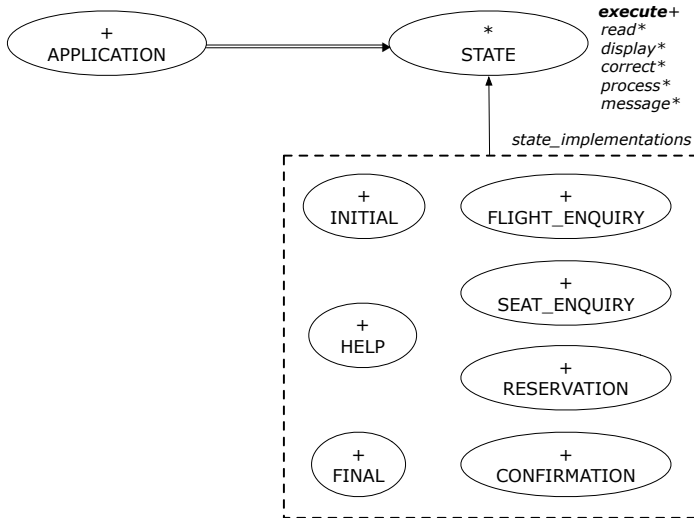 +
APPLICATION
*
STATE
execute+
read*
display*
correct*
process*
message*
state_implementations
+
INITIAL
+
FLIGHT_ENQUIRY
+
SEAT_ENQUIRY
+
HELP
+
RESERVATION
+
FINAL
+
CONFIRMATION